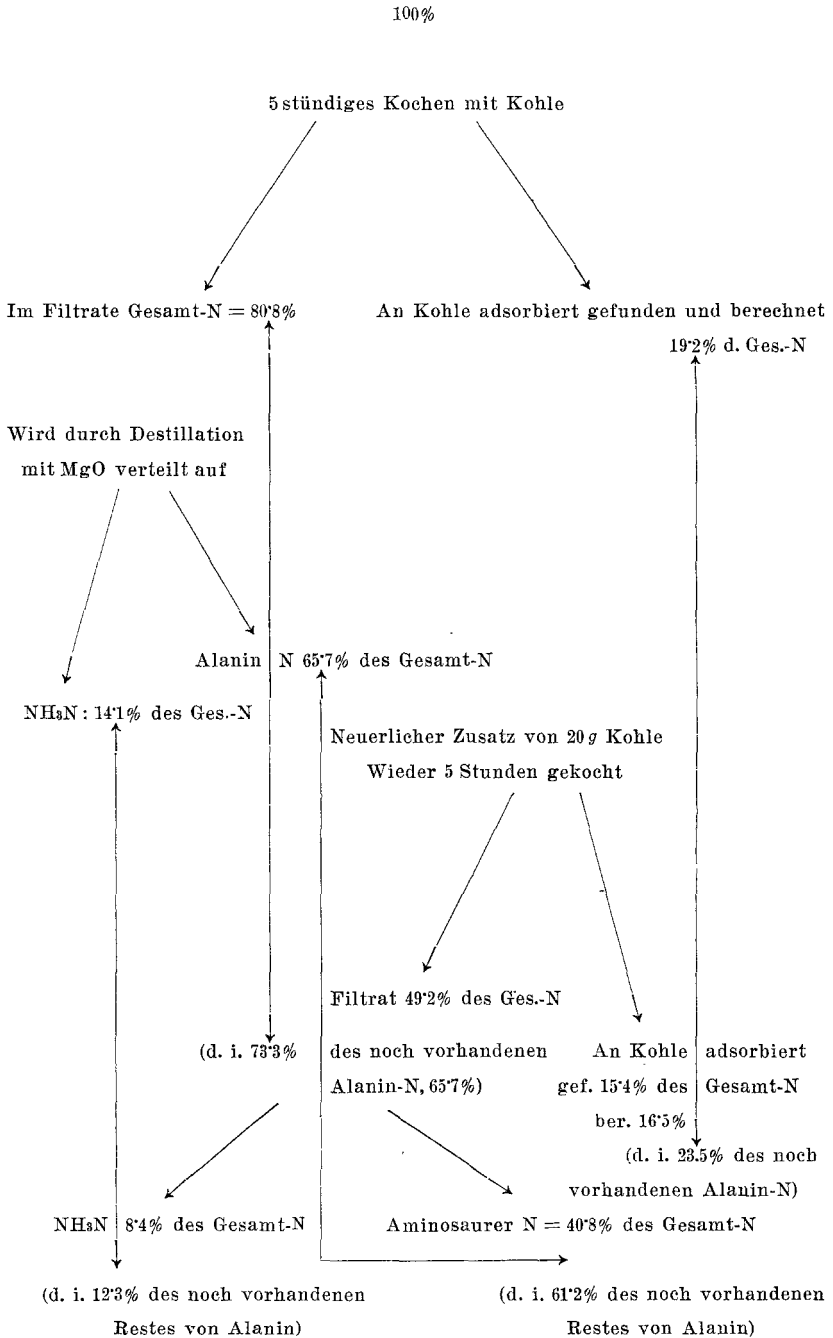 100%
5 stündiges Kochen mit Kohle
Im Filtrate Gesamt-N = 80·8%
An Kohle adsorbiert gefunden und berechnet
19·2% d. Ges.-N
Wird durch Destillation
mit MgO verteilt auf
Alanin N 65·7% des Gesamt-N
NH₃N: 14·1% des Ges.-N
Neuerlicher Zusatz von 20 g Kohle
Wieder 5 Stunden gekocht
Filtrat 49·2% des Ges.-N
(d. i. 73·3% des noch vorhandenen
Alanin-N, 65·7%)
An Kohle adsorbiert
gef. 15·4% des Gesamt-N
ber. 16·5%
(d. i. 23.5% des noch
vorhandenen Alanin-N)
NH₃N 8·4% des Gesamt-N
Aminosaurer N = 40·8% des Gesamt-N
(d. i. 12·3% des noch vorhandenen
Restes von Alanin)
(d. i. 61·2% des noch vorhandenen
Restes von Alanin)